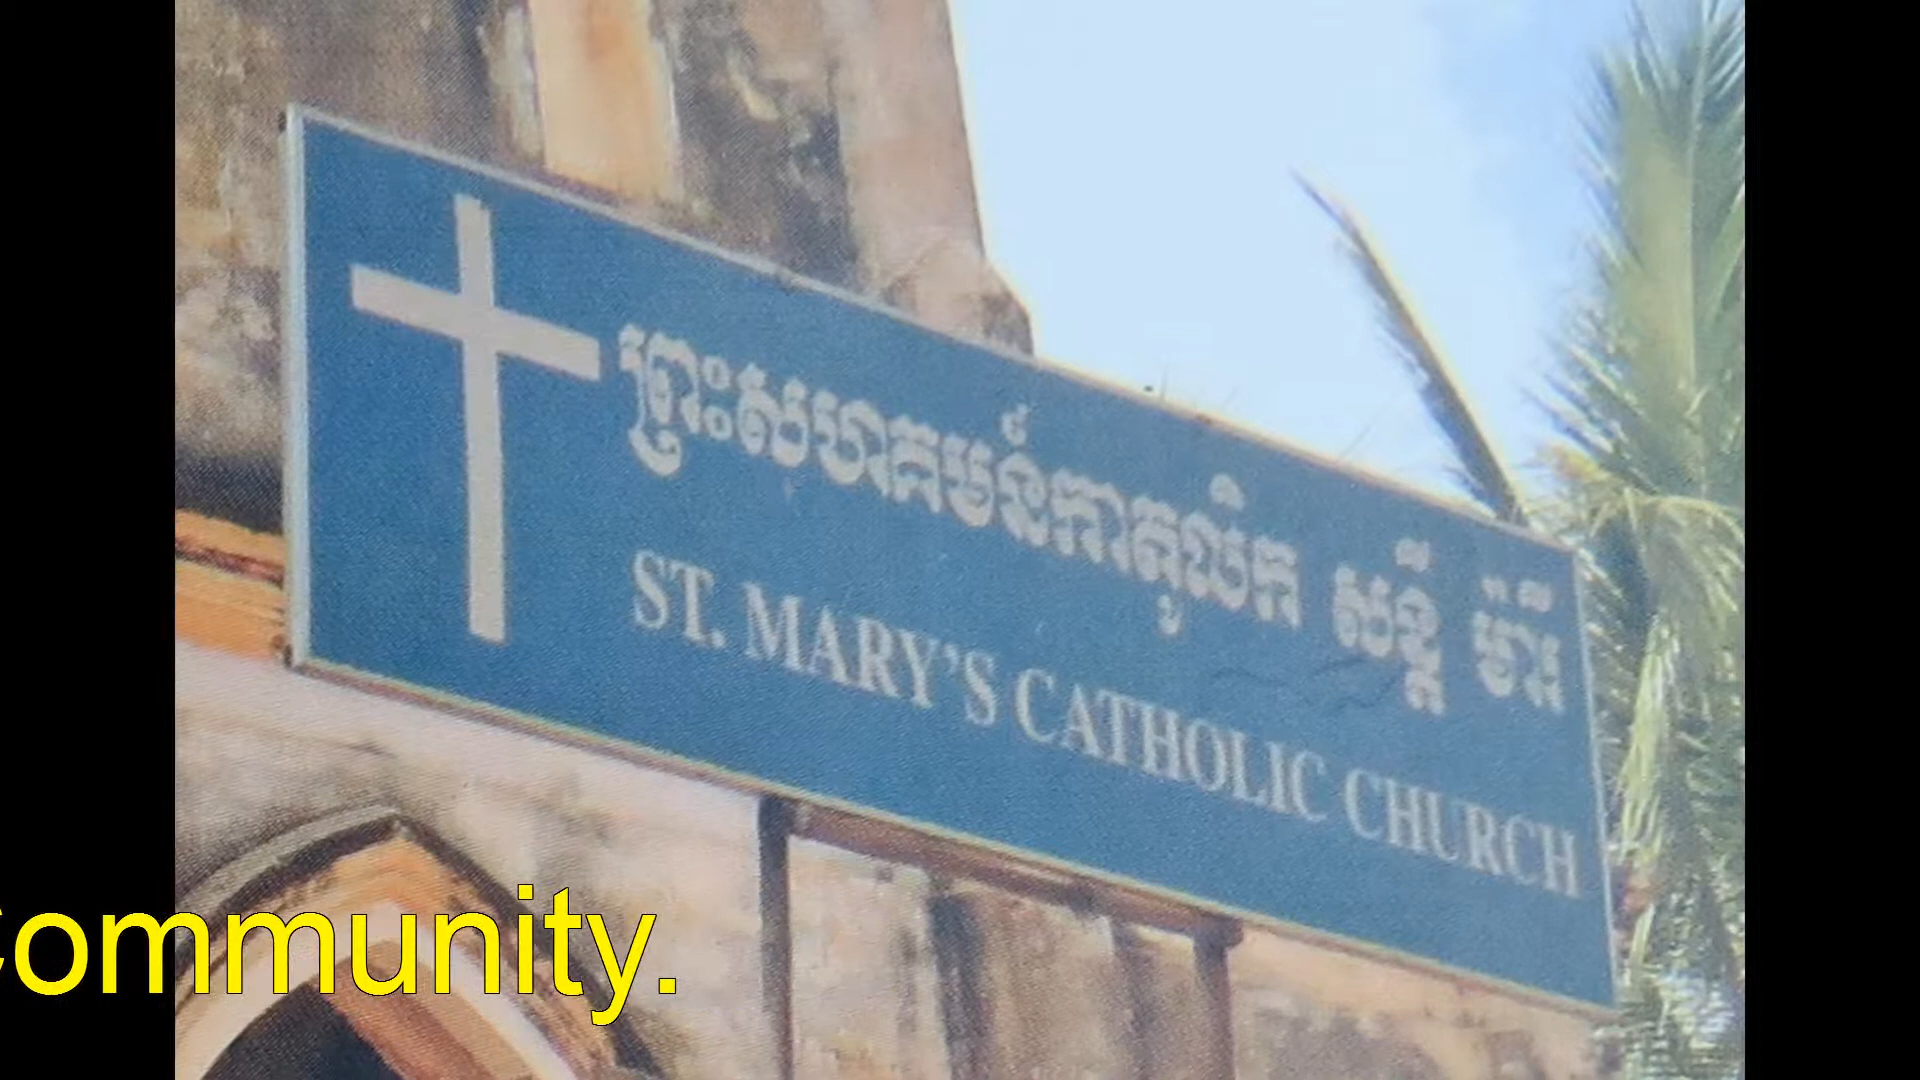 ព្រះសហគមន៍កាតូលិក សន្តី ម៉ារី
ST. MARY'S CATHOLIC CHURCH
ommunity.